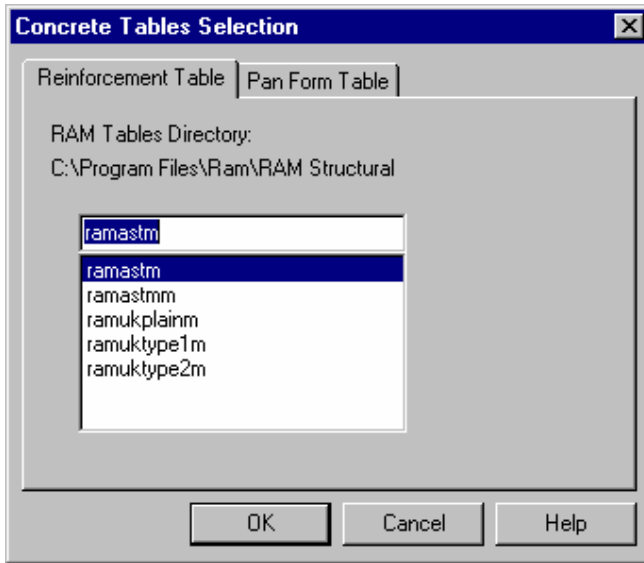 Concrete Tables Selection
Reinforcement Table
Pan Form Table
RAM Tables Directory:
C:\Program Files\Ram\RAM Structural
ramastm
ramastm
ramastmm
ramukplainm
ramuktype1m
ramuktype2m
OK
Cancel
Help